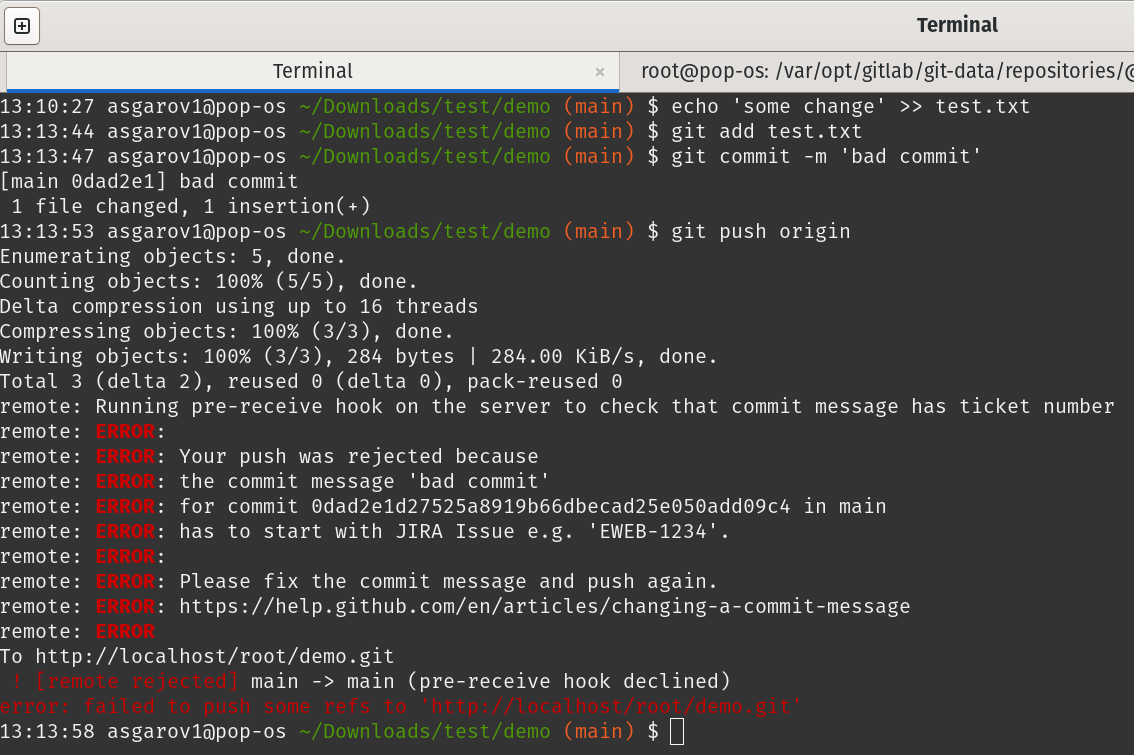 Terminal
Terminal × root@pop-os: /var/opt/gitlab/git-data/repositories/@
13:10:27 asgarov1@pop-os ~/Downloads/test/demo (main) $ echo 'some change' >> test.txt
13:13:44 asgarov1@pop-os ~/Downloads/test/demo (main) $ git add test.txt
13:13:47 asgarov1@pop-os ~/Downloads/test/demo (main) $ git commit -m 'bad commit'
[main 0dad2e1] bad commit
 1 file changed, 1 insertion(+)
13:13:53 asgarov1@pop-os ~/Downloads/test/demo (main) $ git push origin
Enumerating objects: 5, done.
Counting objects: 100% (5/5), done.
Delta compression using up to 16 threads
Compressing objects: 100% (3/3), done.
Writing objects: 100% (3/3), 284 bytes | 284.00 KiB/s, done.
Total 3 (delta 2), reused 0 (delta 0), pack-reused 0
remote: Running pre-receive hook on the server to check that commit message has ticket number
remote: ERROR:
remote: ERROR: Your push was rejected because
remote: ERROR: the commit message 'bad commit'
remote: ERROR: for commit 0dad2e1d27525a8919b66dbecad25e050add09c4 in main
remote: ERROR: has to start with JIRA Issue e.g. 'EWEB-1234'.
remote: ERROR:
remote: ERROR: Please fix the commit message and push again.
remote: ERROR: https://help.github.com/en/articles/changing-a-commit-message
remote: ERROR
To http://localhost/root/demo.git
 ! [remote rejected] main -> main (pre-receive hook declined)
error: failed to push some refs to 'http://localhost/root/demo.git'
13:13:58 asgarov1@pop-os ~/Downloads/test/demo (main) $